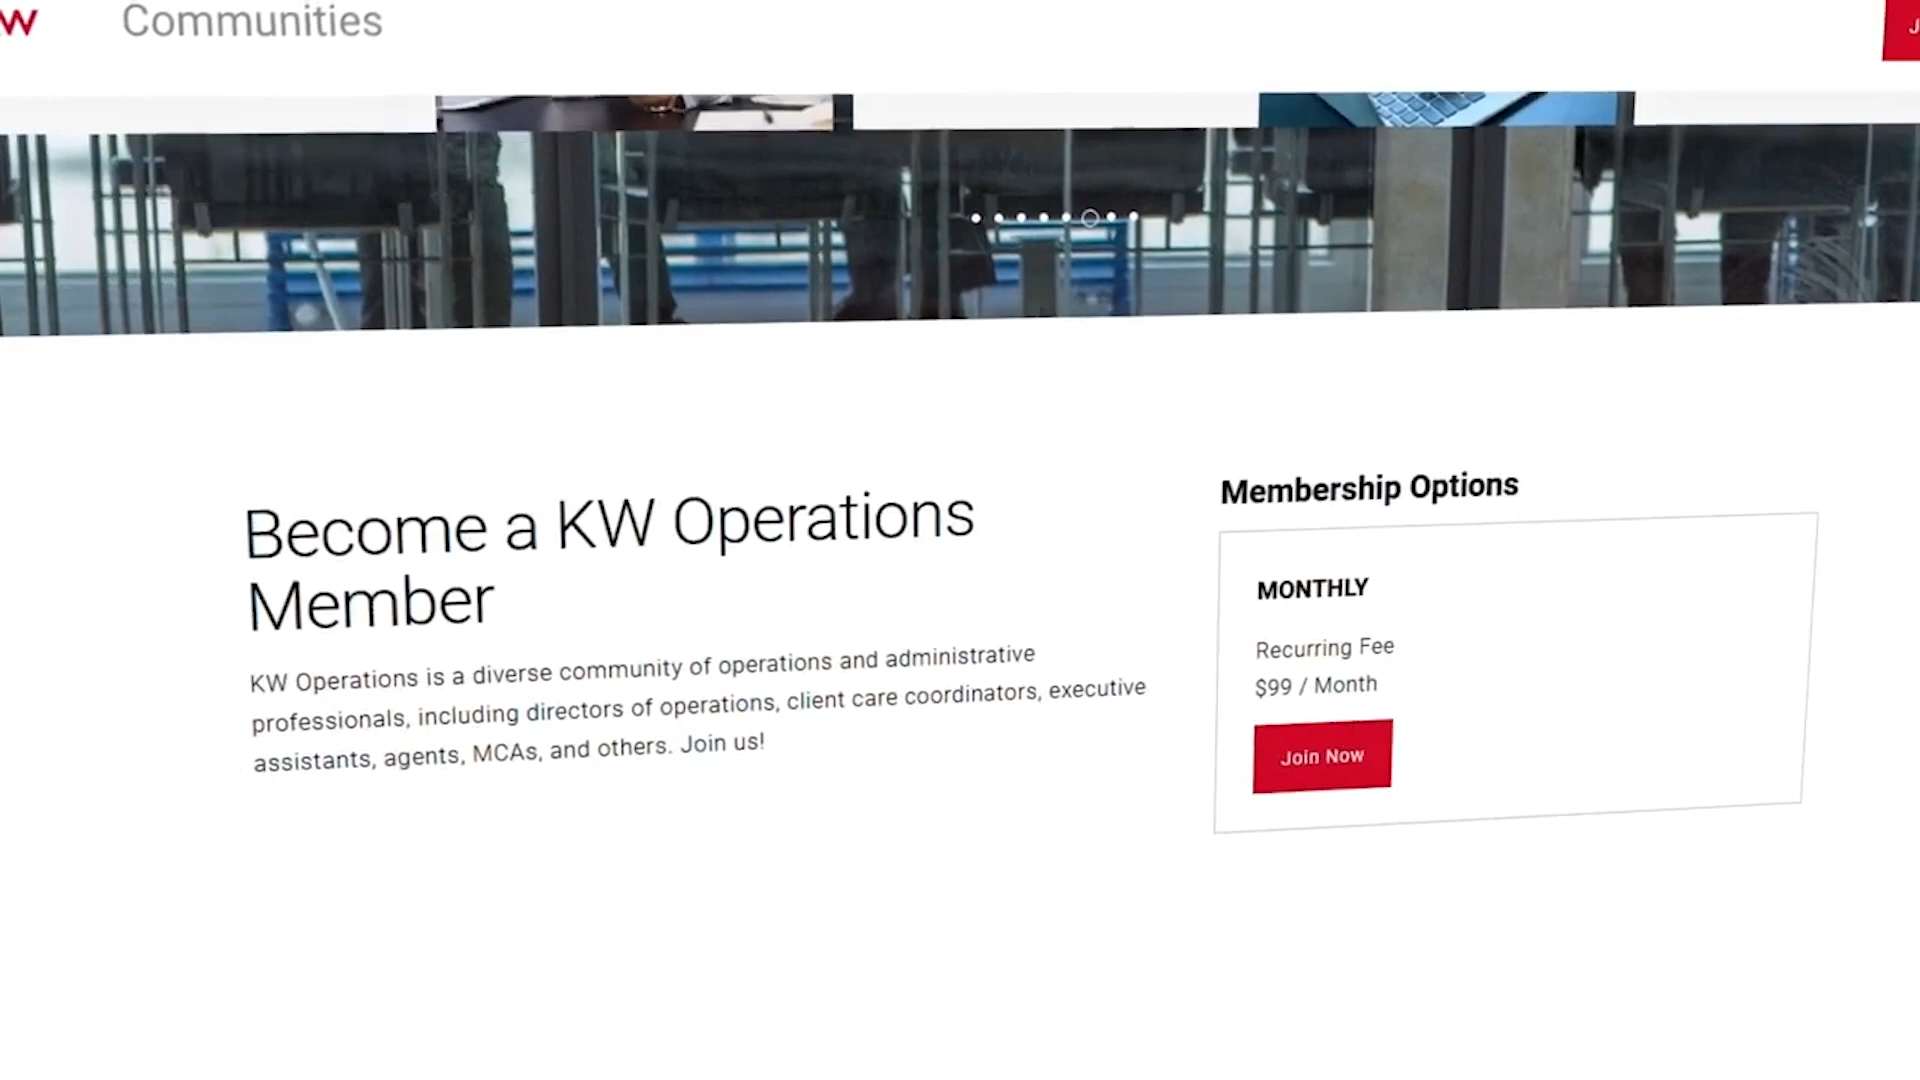 Communities
Become a KW Operations
Member
KW Operations is a diverse community of operations and administrative
professionals, including directors of operations, client care coordinators, executive
assistants, agents, MCAs, and others. Join us!
Membership Options
MONTHLY
Recurring Fee
$99 / Month
Join Now